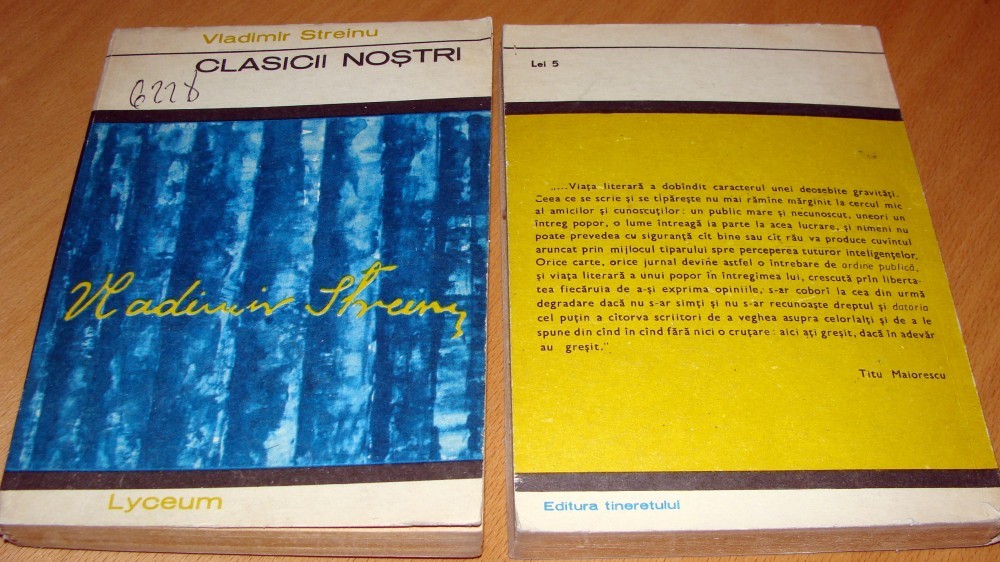 Vladimir Streinu
CLASICII NOȘTRI
6228
Vladimir Streinu
Lyceum
Lei 5
„....Viața literară a dobîndit caracterul unei deosebite gravități.
Ceea ce se scrie și se tipărește nu mai rămîne mărginit la cercul mic
al amicilor și cunoscuților: un public mare și necunoscut, uneori un
întreg popor, o lume întreagă ia parte la acea lucrare, și nimeni nu
poate prevedea cu siguranță cît bine sau cît rău va produce cuvîntul
aruncat prin mijlocul tiparului spre perceperea tuturor inteligențelor.
Orice carte, orice jurnal devine astfel o întrebare de ordine publică,
și viața literară a unui popor în întregimea lui, crescută prin liberta-
tea fiecăruia de a-și exprima opiniile, s-ar coborî la cea din urmă
degradare dacă nu s-ar simți și nu s-ar recunoaște dreptul și datoria
cel puțin a cîtorva scriitori de a veghea asupra celorlalți și de a le
spune din cînd în cînd fără nici o cruțare: aici ați greșit, dacă în adevăr
au greșit."
Titu Maiorescu
Editura tineretului